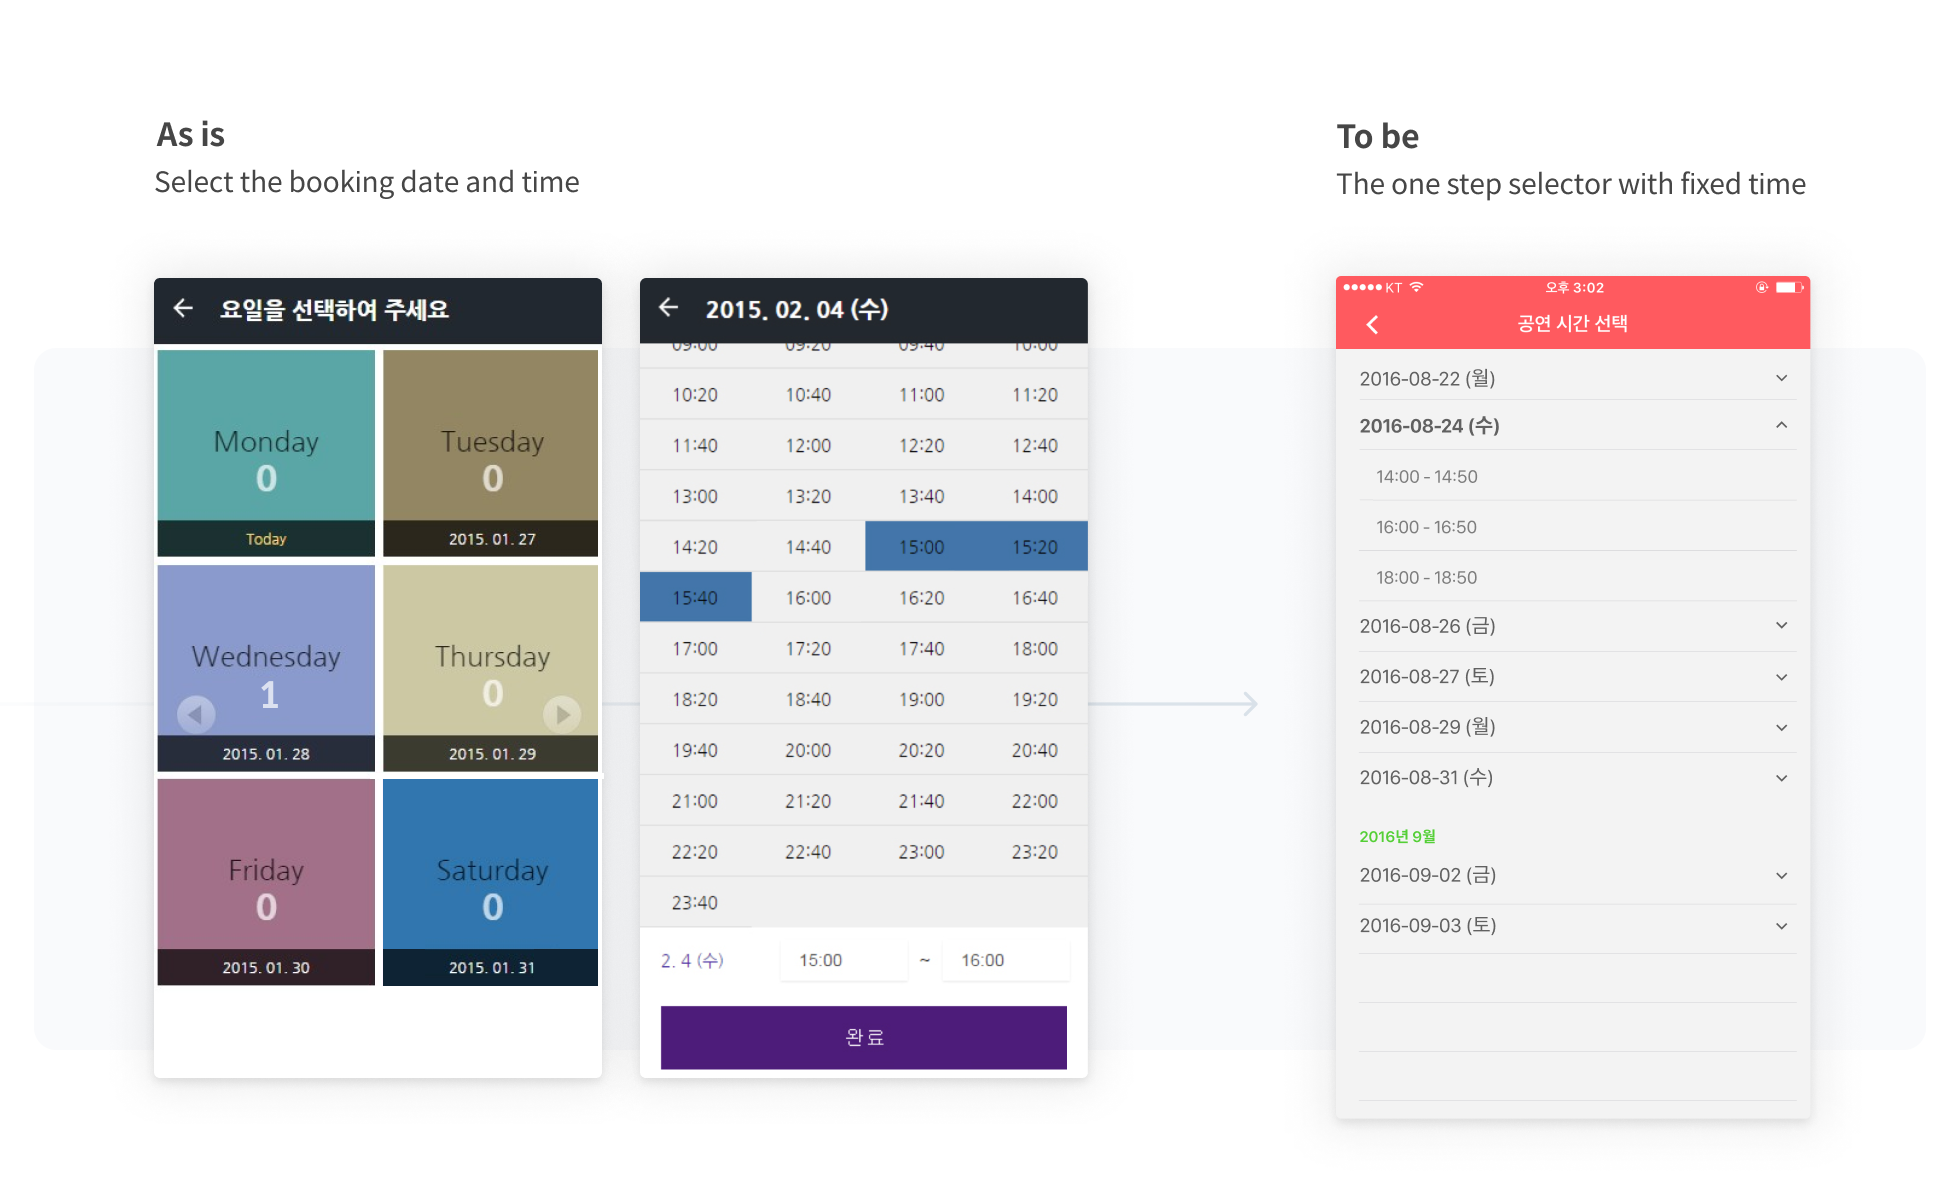 As is
Select the booking date and time
요일을 선택하여 주세요
Monday
0
Today
Tuesday
0
2015. 01. 27
Wednesday
1
2015. 01. 28
Thursday
0
2015. 01. 29
Friday
0
2015. 01. 30
Saturday
0
2015. 01. 31
2015. 02. 04 (수)
09:00 09:20 09:40 10:00
10:20 10:40 11:00 11:20
11:40 12:00 12:20 12:40
13:00 13:20 13:40 14:00
14:20 14:40 15:00 15:20
15:40 16:00 16:20 16:40
17:00 17:20 17:40 18:00
18:20 18:40 19:00 19:20
19:40 20:00 20:20 20:40
21:00 21:20 21:40 22:00
22:20 22:40 23:00 23:20
23:40
2. 4 (수) 15:00 ~ 16:00
완료
To be
The one step selector with fixed time
KT 오후 3:02
공연 시간 선택
2016-08-22 (월)
2016-08-24 (수)
14:00 - 14:50
16:00 - 16:50
18:00 - 18:50
2016-08-26 (금)
2016-08-27 (토)
2016-08-29 (월)
2016-08-31 (수)
2016년 9월
2016-09-02 (금)
2016-09-03 (토)